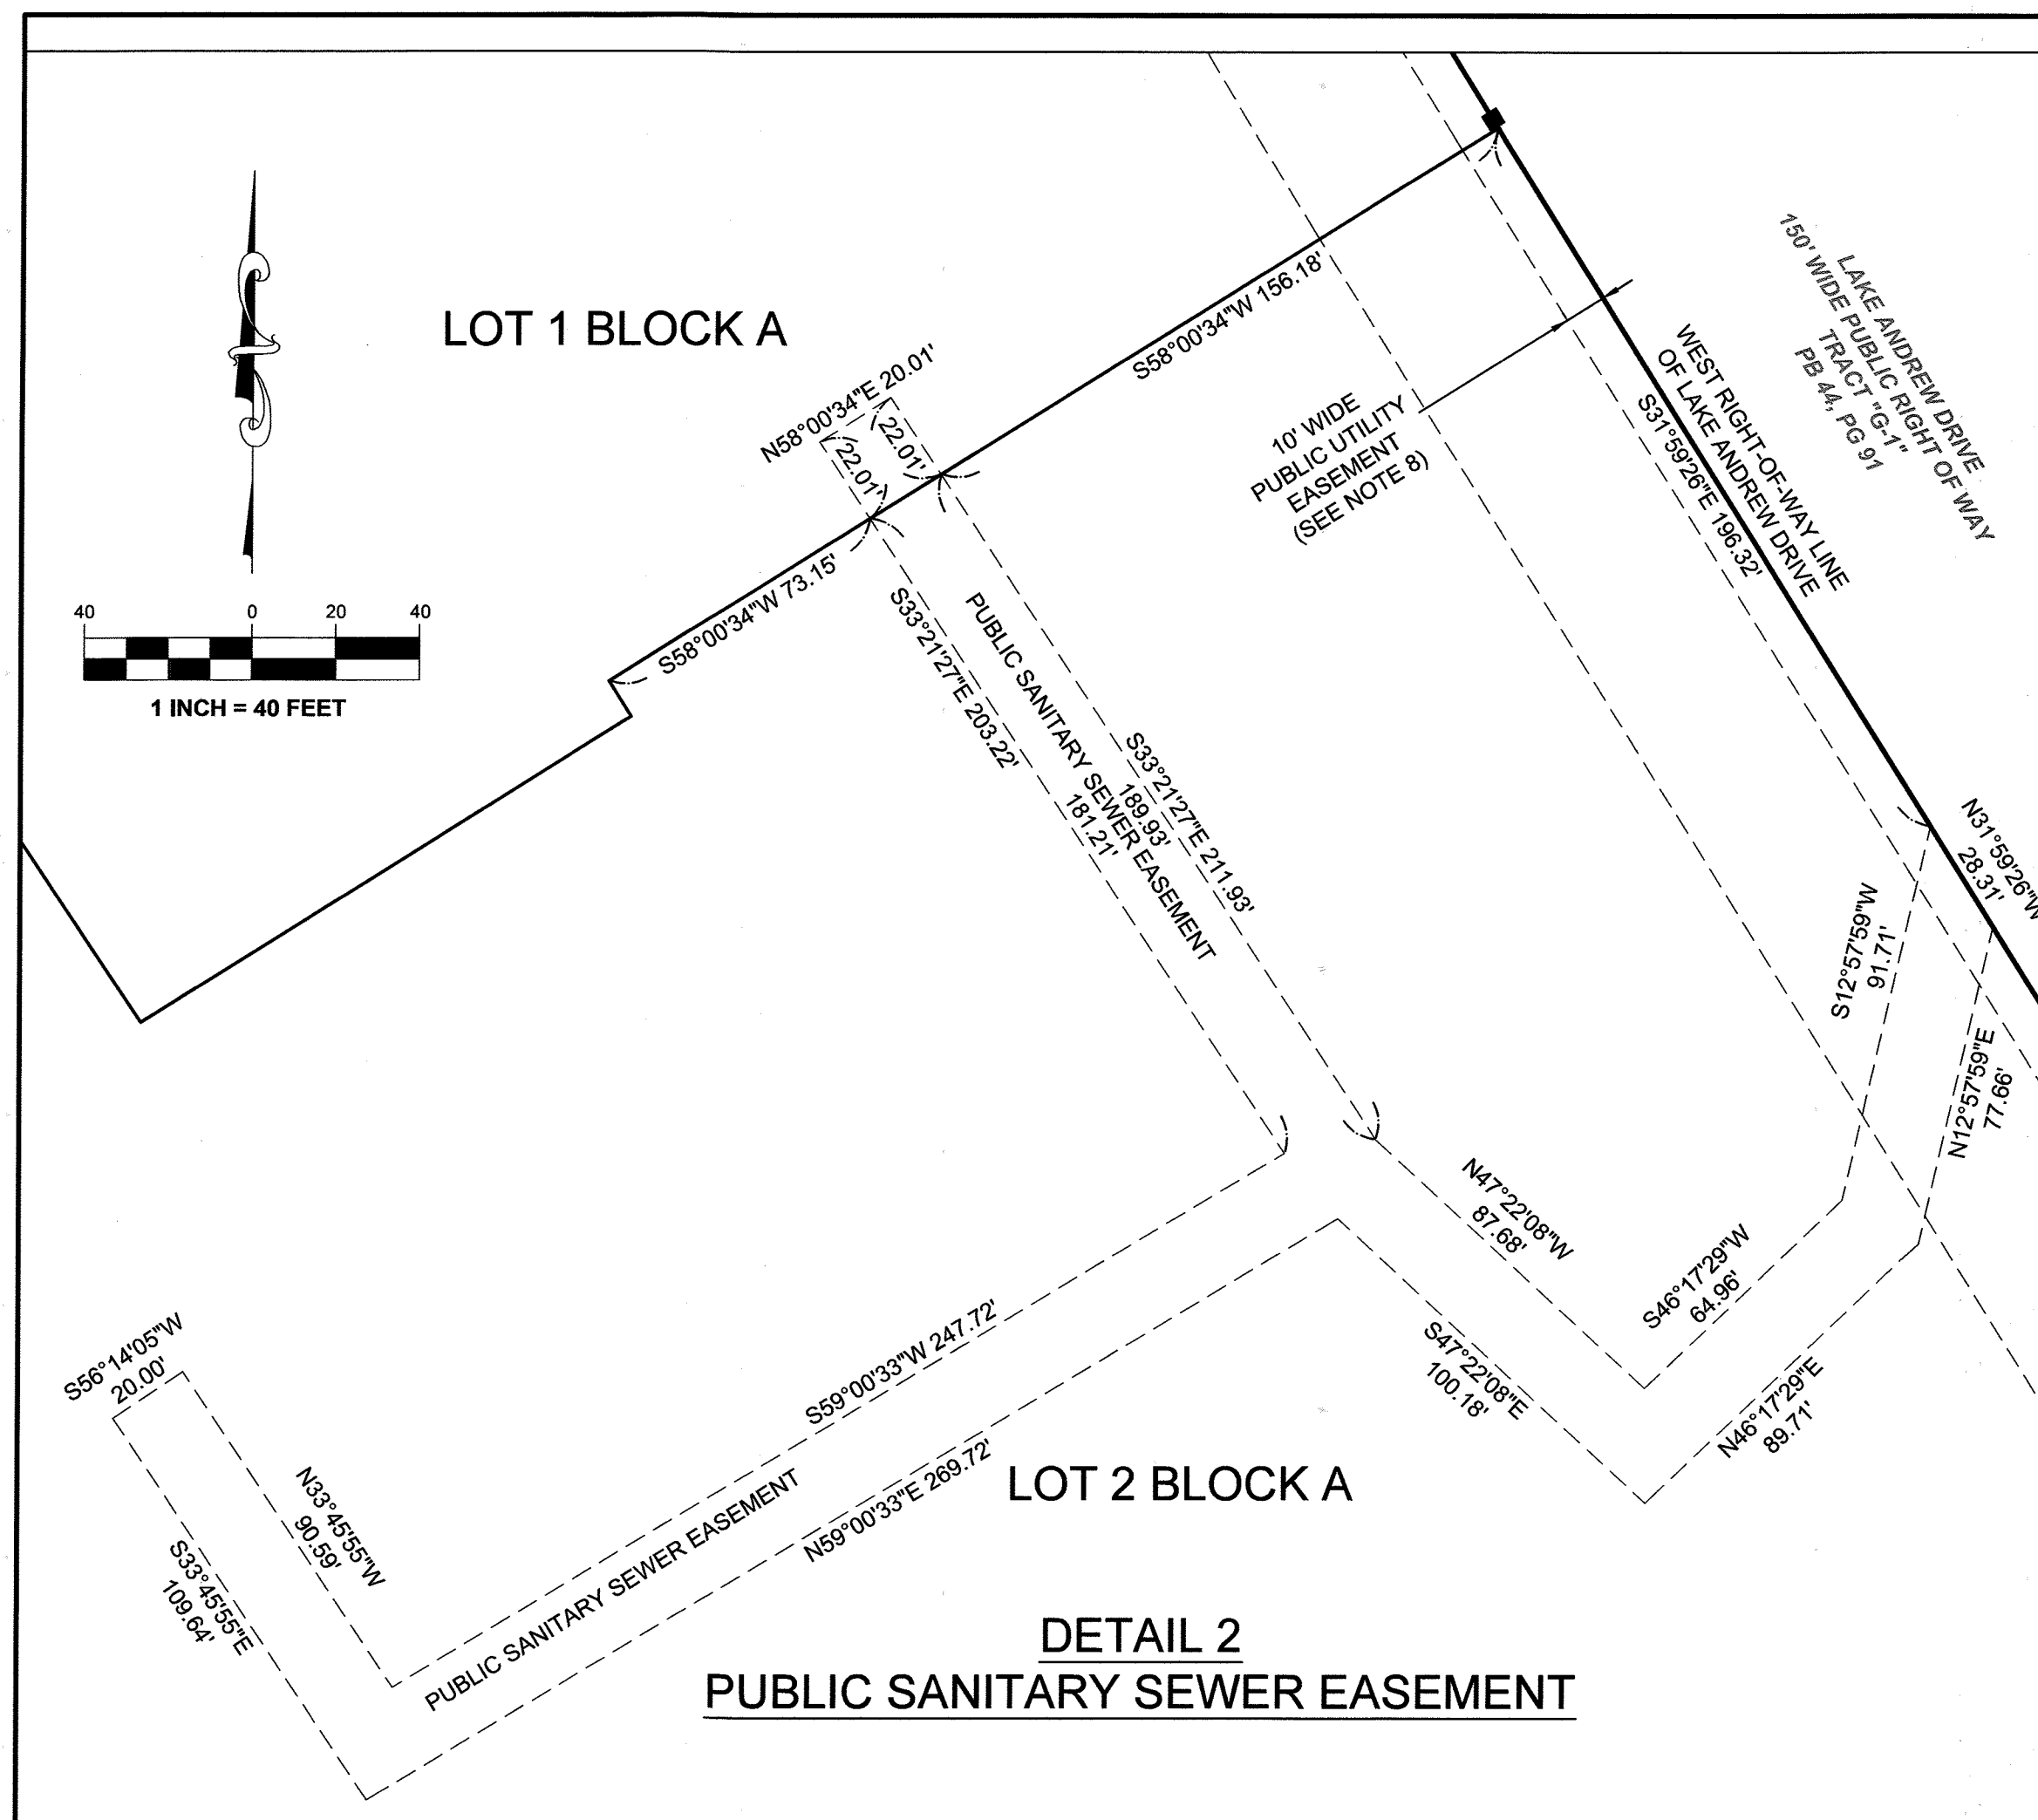 LOT 1 BLOCK A
40 0 20 40
1 INCH = 40 FEET
N58°00'34"E 20.01'
22.01'
22.01'
S58°00'34"W 156.18'
S58°00'34"W 73.15'
10' WIDE
PUBLIC UTILITY
EASEMENT
(SEE NOTE 8)
LAKE ANDREW DRIVE
150' WIDE PUBLIC RIGHT OF WAY
TRACT "G-1"
PB 44, PG 91
WEST RIGHT-OF-WAY LINE
OF LAKE ANDREW DRIVE
S31°59'26"E 196.32'
S33°21'27"E 203.22'
181.21'
PUBLIC SANITARY SEWER EASEMENT
S33°21'27"E 211.93'
189.93'
N31°59'26"W
28.31'
S12°57'59"W
91.71'
N12°57'59"E
77.66'
N47°22'08"W
87.68'
S46°17'29"W
64.96'
S47°22'08"E
100.18'
N46°17'29"E
89.71'
S56°14'05"W
20.00'
N33°45'55"W
90.59'
S33°45'55"E
109.64'
S59°00'33"W 247.72'
PUBLIC SANITARY SEWER EASEMENT
N59°00'33"E 269.72'
LOT 2 BLOCK A
DETAIL 2
PUBLIC SANITARY SEWER EASEMENT